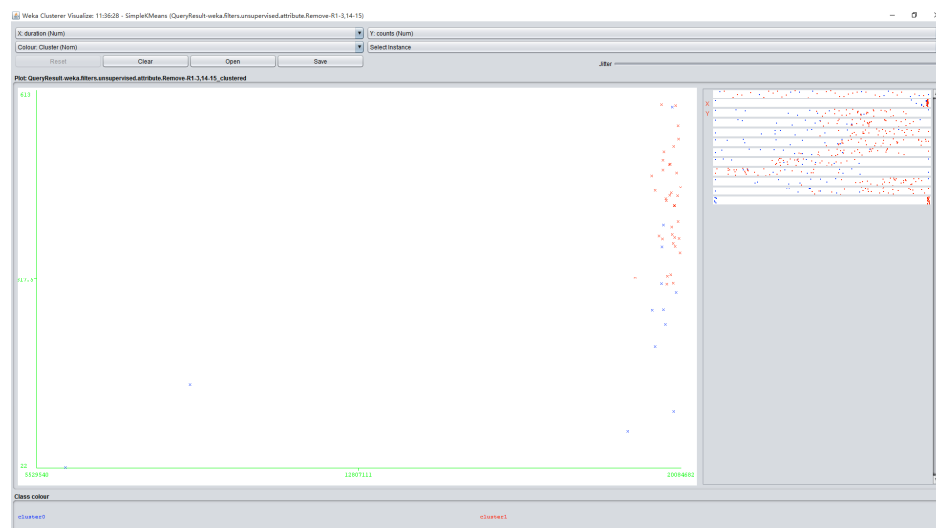 Weka Clusterer Visualize: 11:36:28 - SimpleKMeans (QueryResult-weka.filters.unsupervised.attribute.Remove-R1-3,14-15)
X: duration (Num)
Y: counts (Num)
Colour: Cluster (Nom)
Select Instance
Reset
Clear
Open
Save
Jitter
Plot: QueryResult-weka.filters.unsupervised.attribute.Remove-R1-3,14-15_clustered
613
X
Y
22
12807111
Class colour
cluster0
cluster1